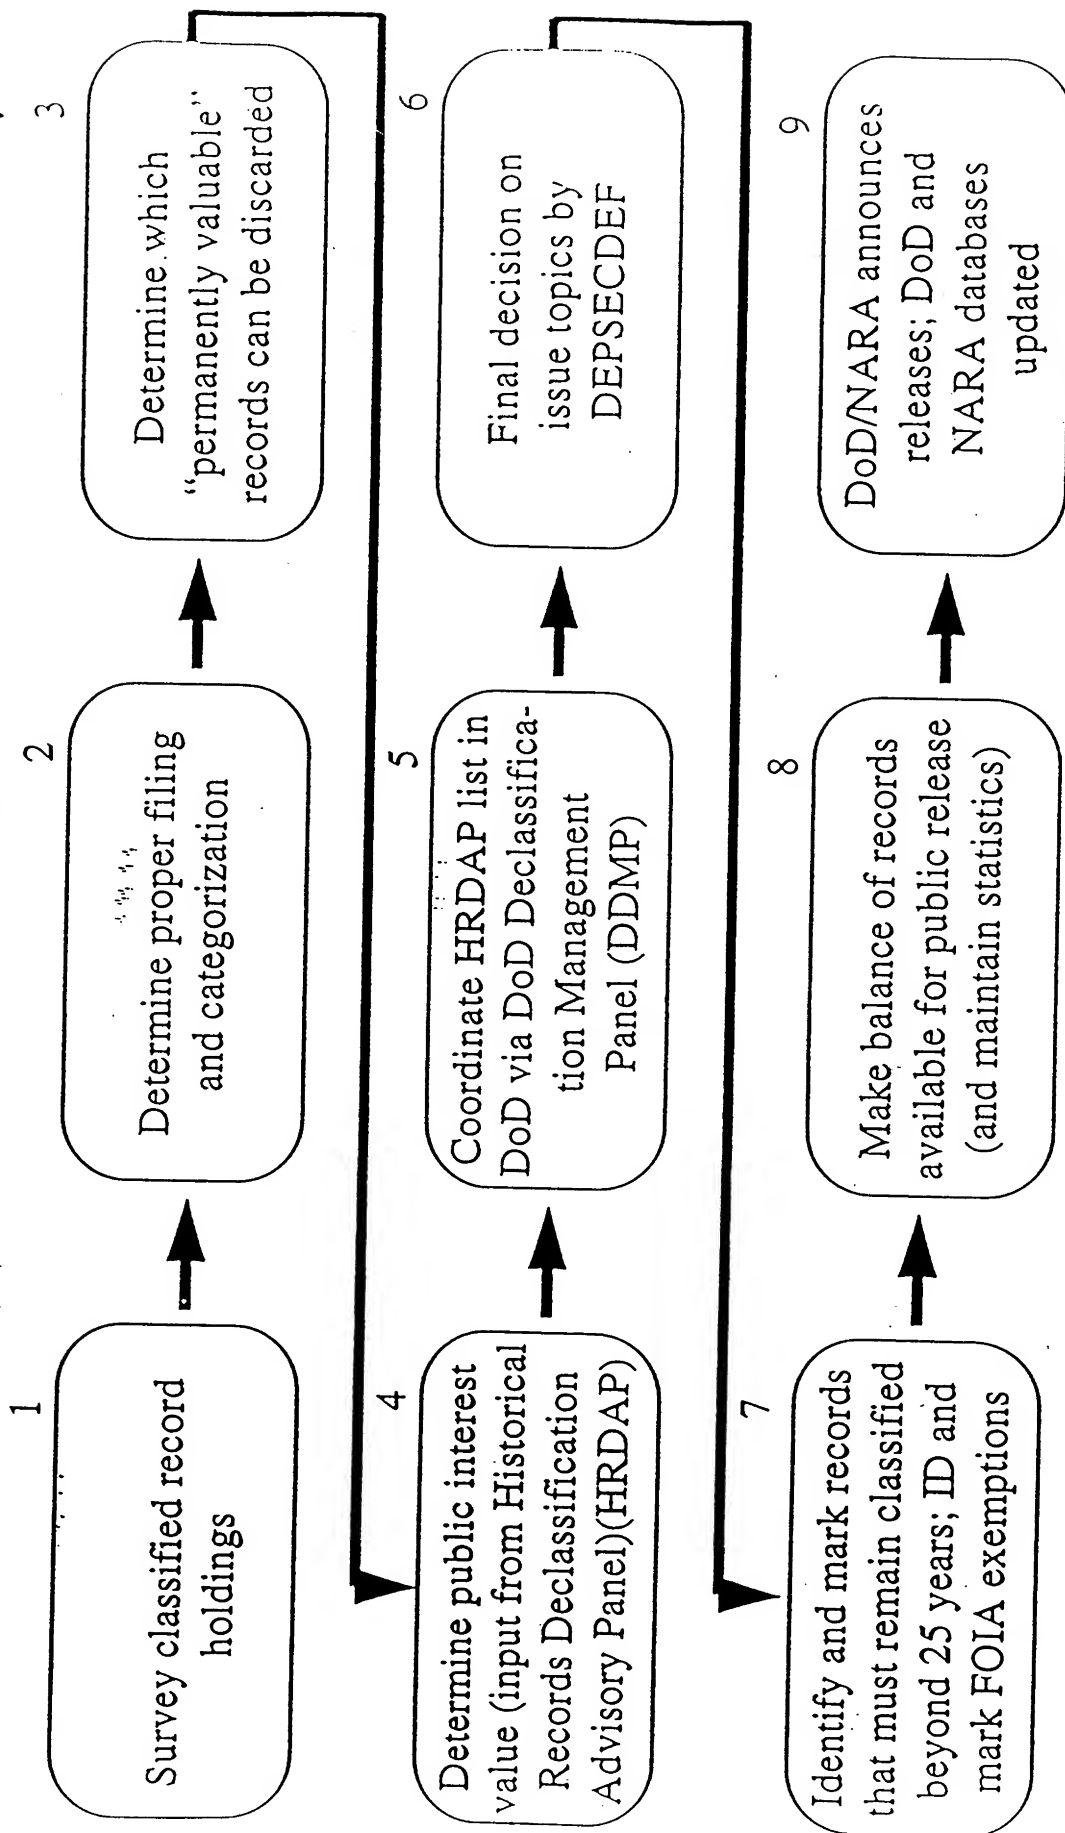 1
Survey classified record
holdings
2
Determine proper filing
and categorization
3
Determine which
“permanently valuable”
records can be discarded
4
Determine public interest
value (input from Historical
Records Declassification
Advisory Panel)(HRDAP)
5
Coordinate HRDAP list in
DoD via DoD Declassifica-
tion Management
Panel (DDMP)
6
Final decision on
issue topics by
DEPSECDEF
7
Identify and mark records
that must remain classified
beyond 25 years; ID and
mark FOIA exemptions
8
Make balance of records
available for public release
(and maintain statistics)
9
DoD/NARA announces
releases; DoD and
NARA databases
updated